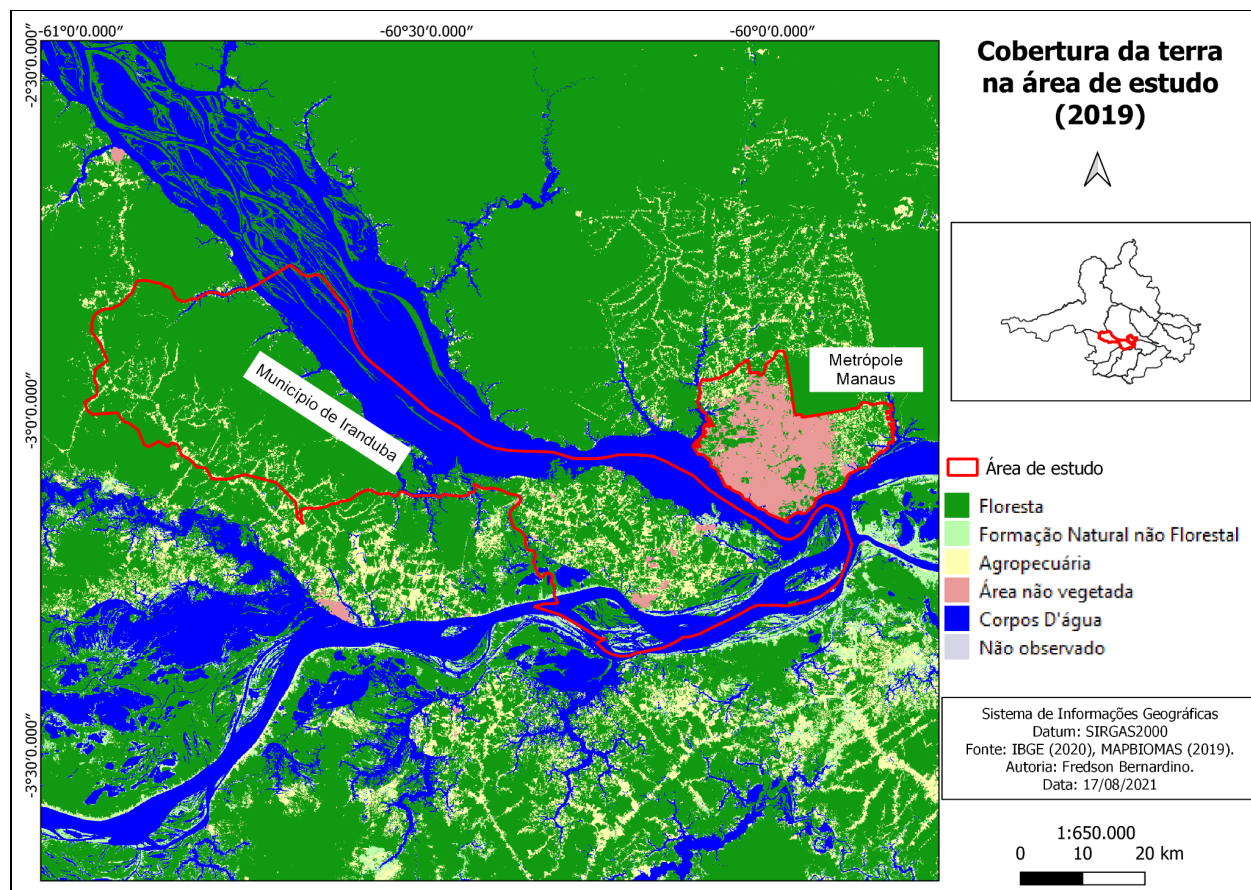 -61°0'0.000″
-60°30'0.000″
-60°0'0.000″
-2°30'0.000″
-3°0'0.000″
-3°30'0.000″
Município de Iranduba
Metrópole
Manaus
Cobertura da terra
na área de estudo
(2019)
Área de estudo
Floresta
Formação Natural não Florestal
Agropecuária
Área não vegetada
Corpos D'água
Não observado
Sistema de Informações Geográficas
Datum: SIRGAS2000
Fonte: IBGE (2020), MAPBIOMAS (2019).
Autoria: Fredson Bernardino.
Data: 17/08/2021
1:650.000
0 10 20 km